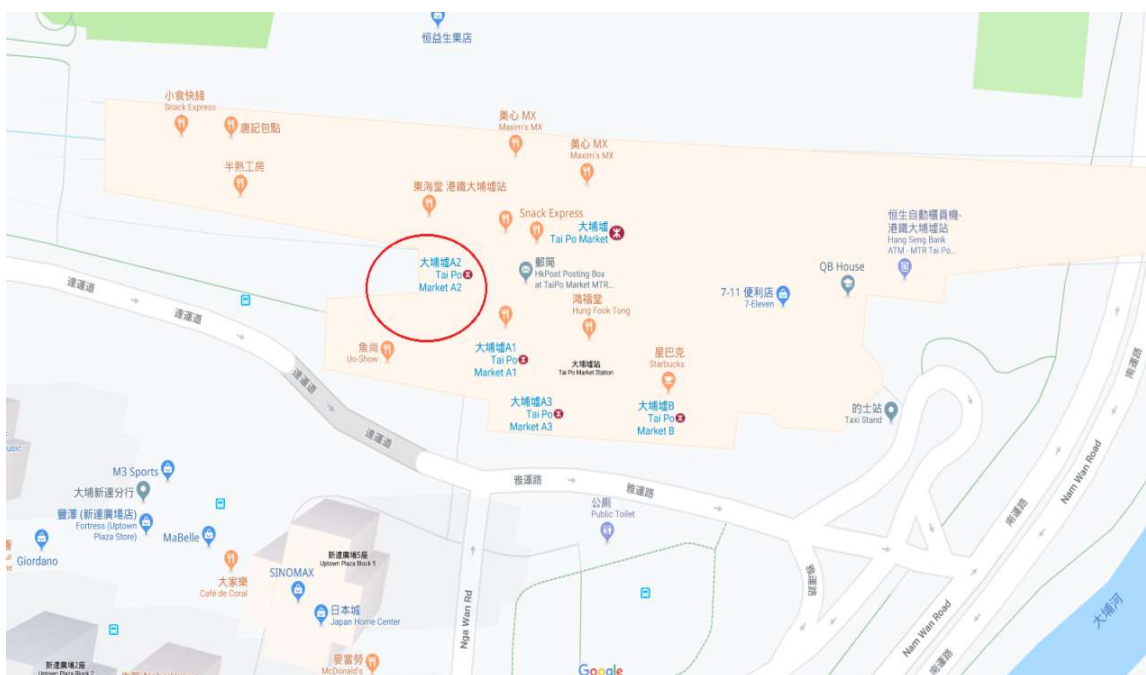 恒益生果店
小食快綫
Snack Express
盧記包點
半熟工房
美心 MX
Maxim's MX
美心 MX
Maxim's MX
東海堂 港鐵大埔墟站
Snack Express
大埔墟
Tai Po Market
大埔墟A2
Tai Po
Market A2
郵筒
HkPost Posting Box
at TaiPo Market MTR...
恒生自動櫃員機-
港鐵大埔墟站
Hang Seng Bank
ATM - MTR Tai Po...
QB House
7-11 便利店
7-Eleven
鴻福堂
Hung Fook Tong
達運道
達運道
達運道
達運道
魚尚
Uo-Show
大埔墟A1
Tai Po
Market A1
大埔墟站
Tai Po Market Station
星巴克
Starbucks
大埔墟A3
Tai Po
Market A3
大埔墟B
Tai Po
Market B
的士站
Taxi Stand
南運路
Nam Wan Road
南運路
雅運路
雅運路
雅運路
usic
M3 Sports
大埔新達分行
豐澤 (新達廣場店)
Fortress (Uptown
Plaza Store)
MaBelle
Giordano
大家樂
Café de Coral
新達廣場5座
Uptown Plaza Block 5
SINOMAX
日本城
Japan Home Center
公廁
Public Toilet
Nga Wan Rd
Nam Wan Road
南運路
大埔河
新達廣場2座
Uptown Plaza Block 2
麥當勞
McDonald's
Google